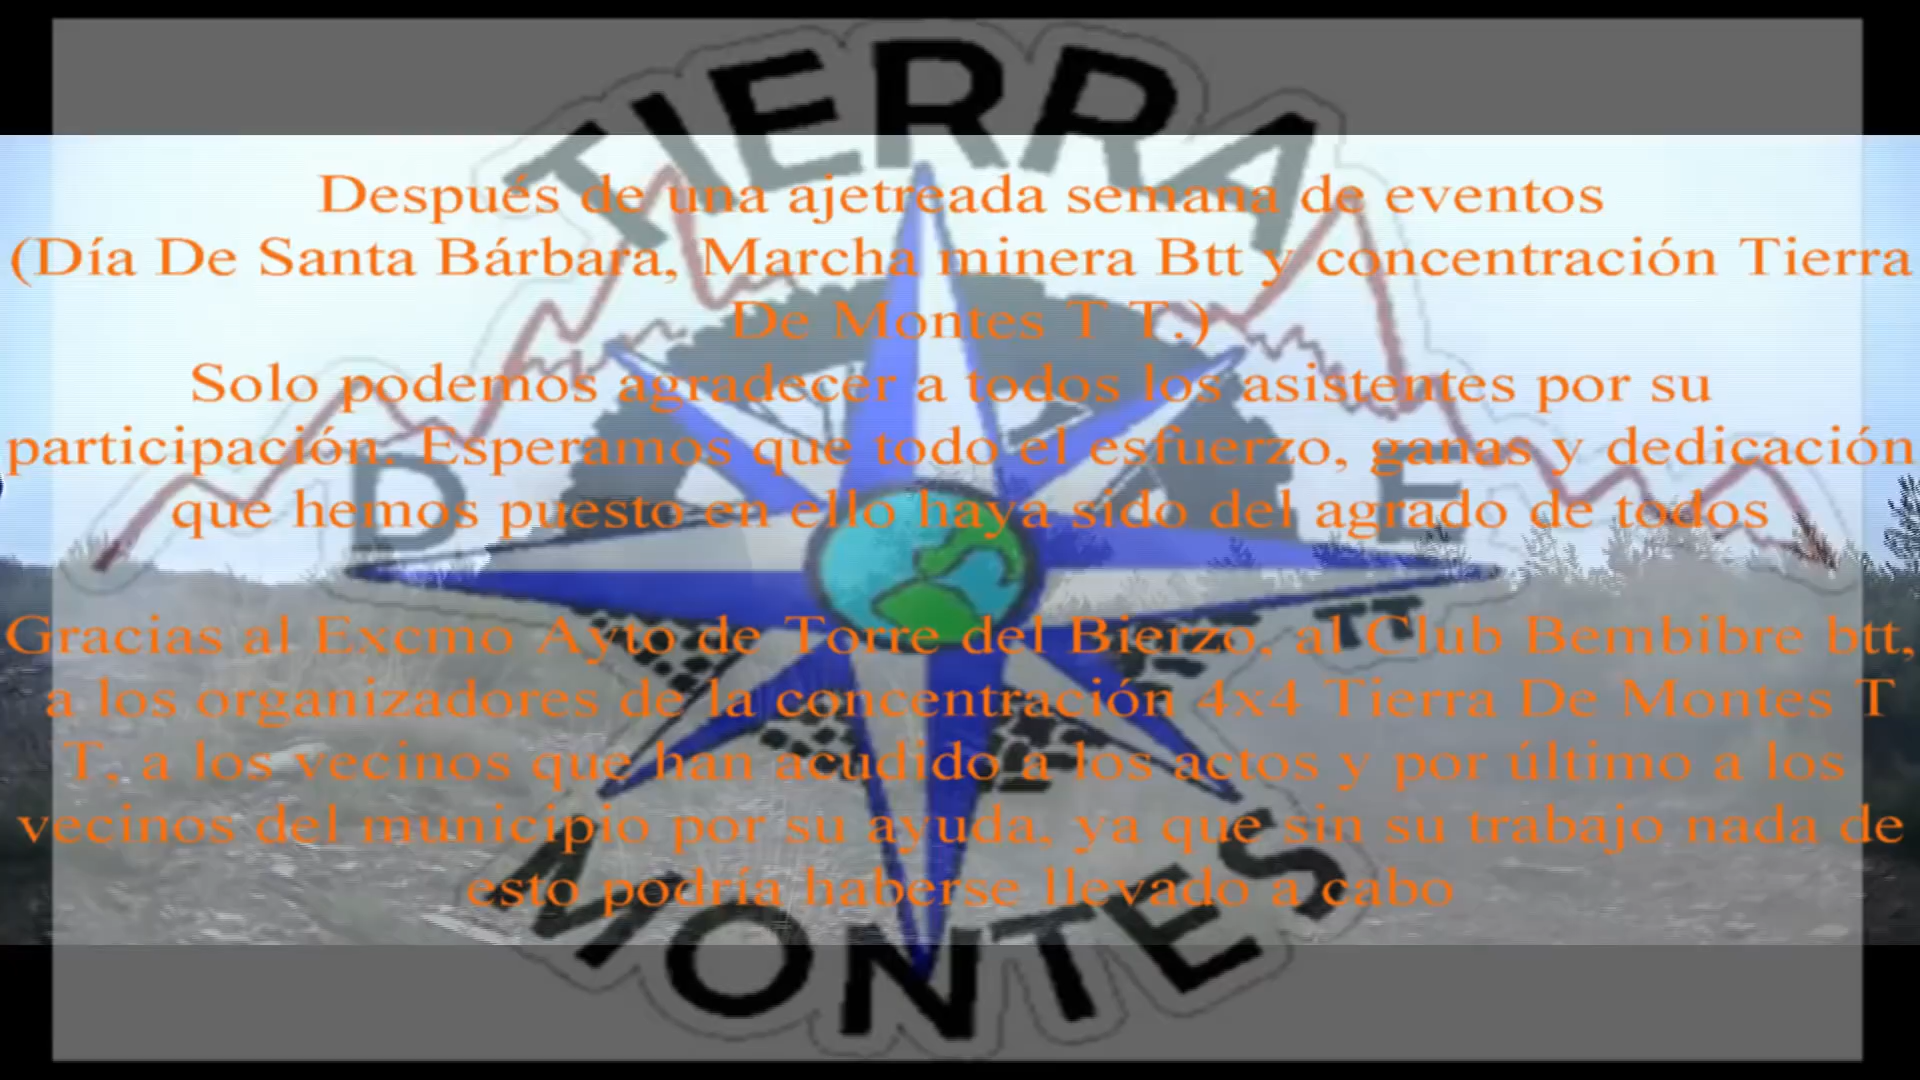 TIERRA
Después de una ajetreada semana de eventos
(Día De Santa Bárbara, Marcha minera Btt y concentración Tierra
De Montes T T.)
Solo podemos agradecer a todos los asistentes por su
participación. Esperamos que todo el esfuerzo, ganas y dedicación
que hemos puesto en ello haya sido del agrado de todos
D E
Gracias al Excmo Ayto de Torre del Bierzo, al Club Bembibre btt,
TT
a los organizadores de la concentración 4x4 Tierra De Montes T
T, a los vecinos que han acudido a los actos y por último a los
vecinos del municipio por su ayuda, ya que sin su trabajo nada de
esto podría haberse llevado a cabo
MONTES